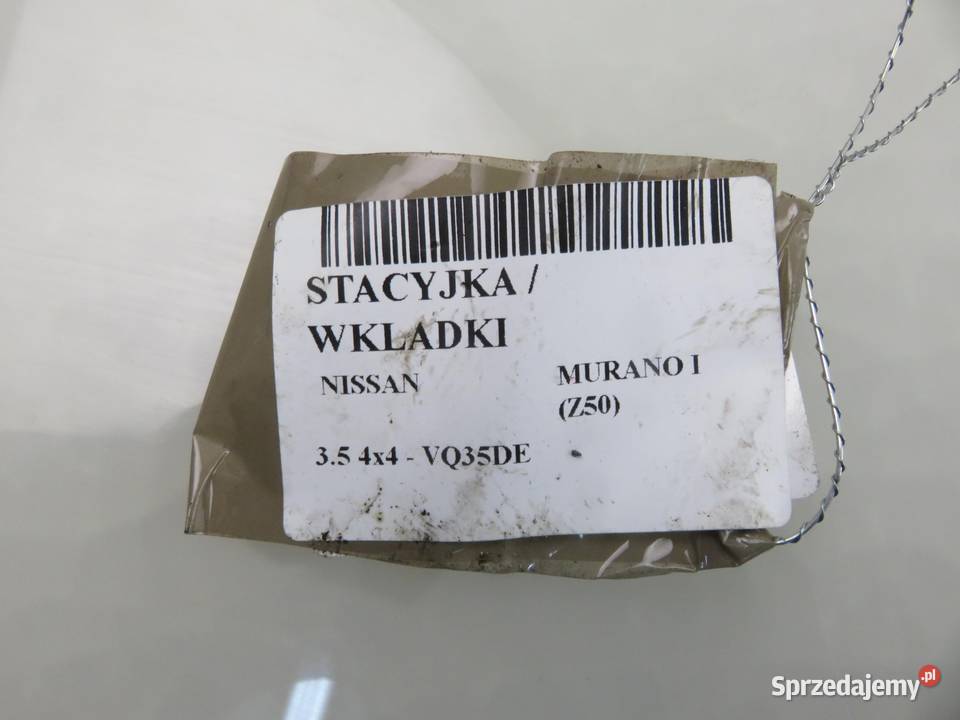 STACYJKA /
WKLADKI
NISSAN MURANO I
(Z50)
3.5 4x4 - VQ35DE
Sprzedajemy.pl